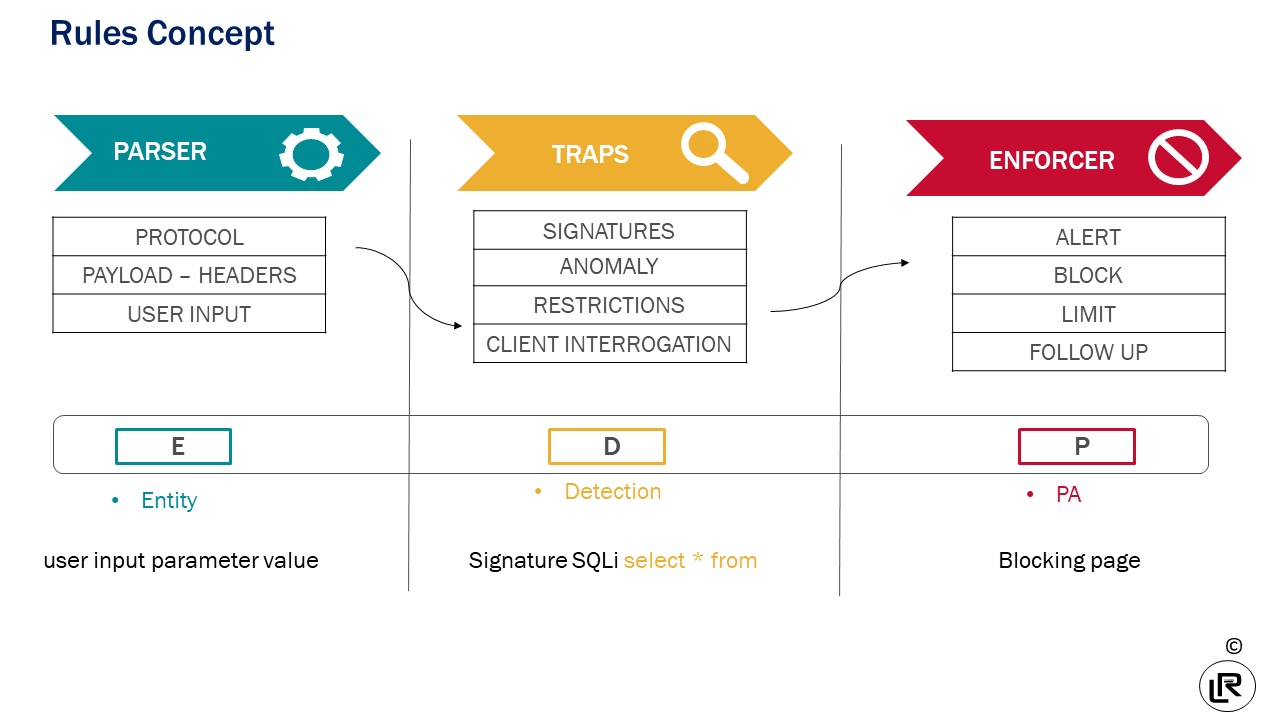 Rules Concept
PARSER
TRAPS
ENFORCER
PROTOCOL
PAYLOAD – HEADERS
USER INPUT
SIGNATURES
ANOMALY
RESTRICTIONS
CLIENT INTERROGATION
ALERT
BLOCK
LIMIT
FOLLOW UP
E
D
P
• Entity
• Detection
• PA
user input parameter value
Signature SQLi select * from
Blocking page
©
LR